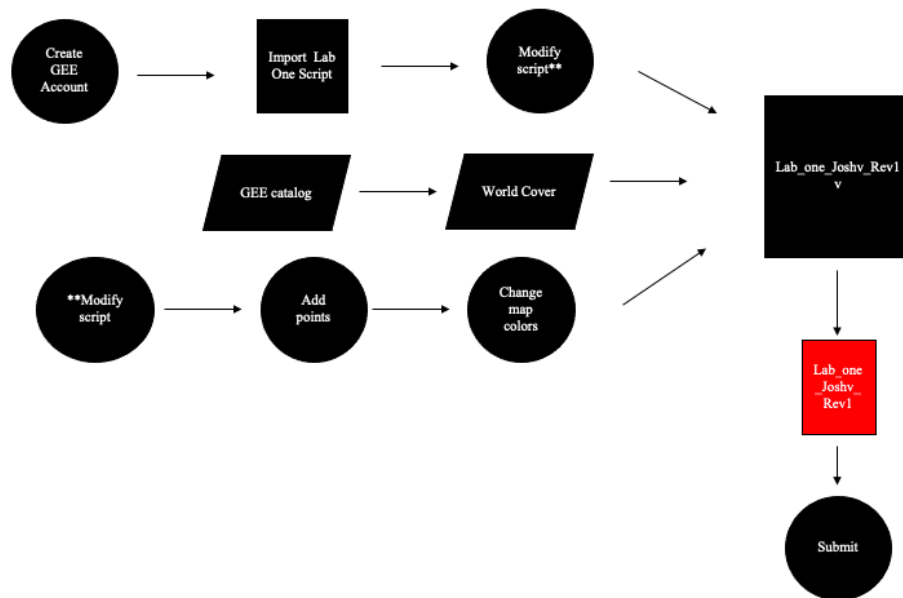 Create
GEE
Account
Import Lab
One Script
Modify
script**
GEE catalog
World Cover
**Modify
script
Add
points
Change
map
colors
Lab_one_Joshv_Rev1
v
Lab_one
_Joshv_
Rev1
Submit